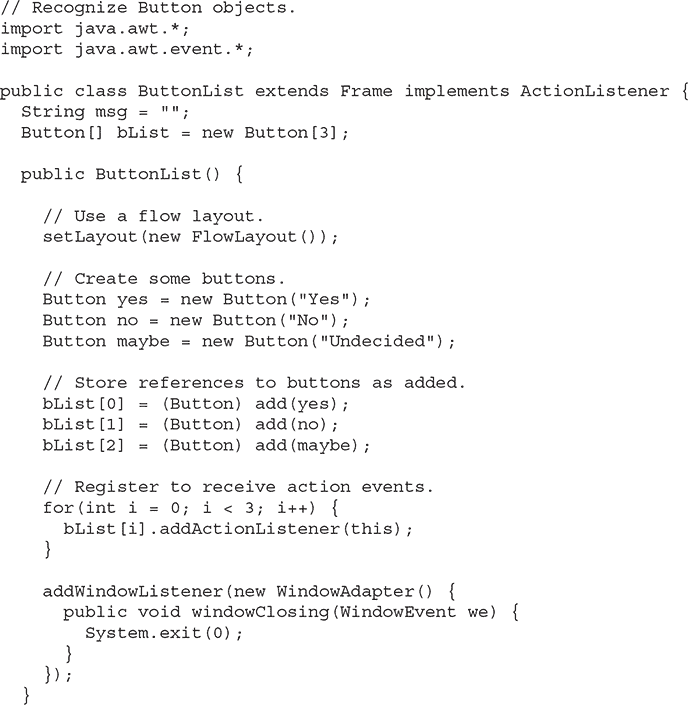 // Recognize Button objects.
import java.awt.*;
import java.awt.event.*;

public class ButtonList extends Frame implements ActionListener {
  String msg = "";
  Button[] bList = new Button[3];

  public ButtonList() {

    // Use a flow layout.
    setLayout(new FlowLayout());

    // Create some buttons.
    Button yes = new Button("Yes");
    Button no = new Button("No");
    Button maybe = new Button("Undecided");

    // Store references to buttons as added.
    bList[0] = (Button) add(yes);
    bList[1] = (Button) add(no);
    bList[2] = (Button) add(maybe);

    // Register to receive action events.
    for(int i = 0; i < 3; i++) {
      bList[i].addActionListener(this);
    }

    addWindowListener(new WindowAdapter() {
      public void windowClosing(WindowEvent we) {
        System.exit(0);
      }
    });
  }